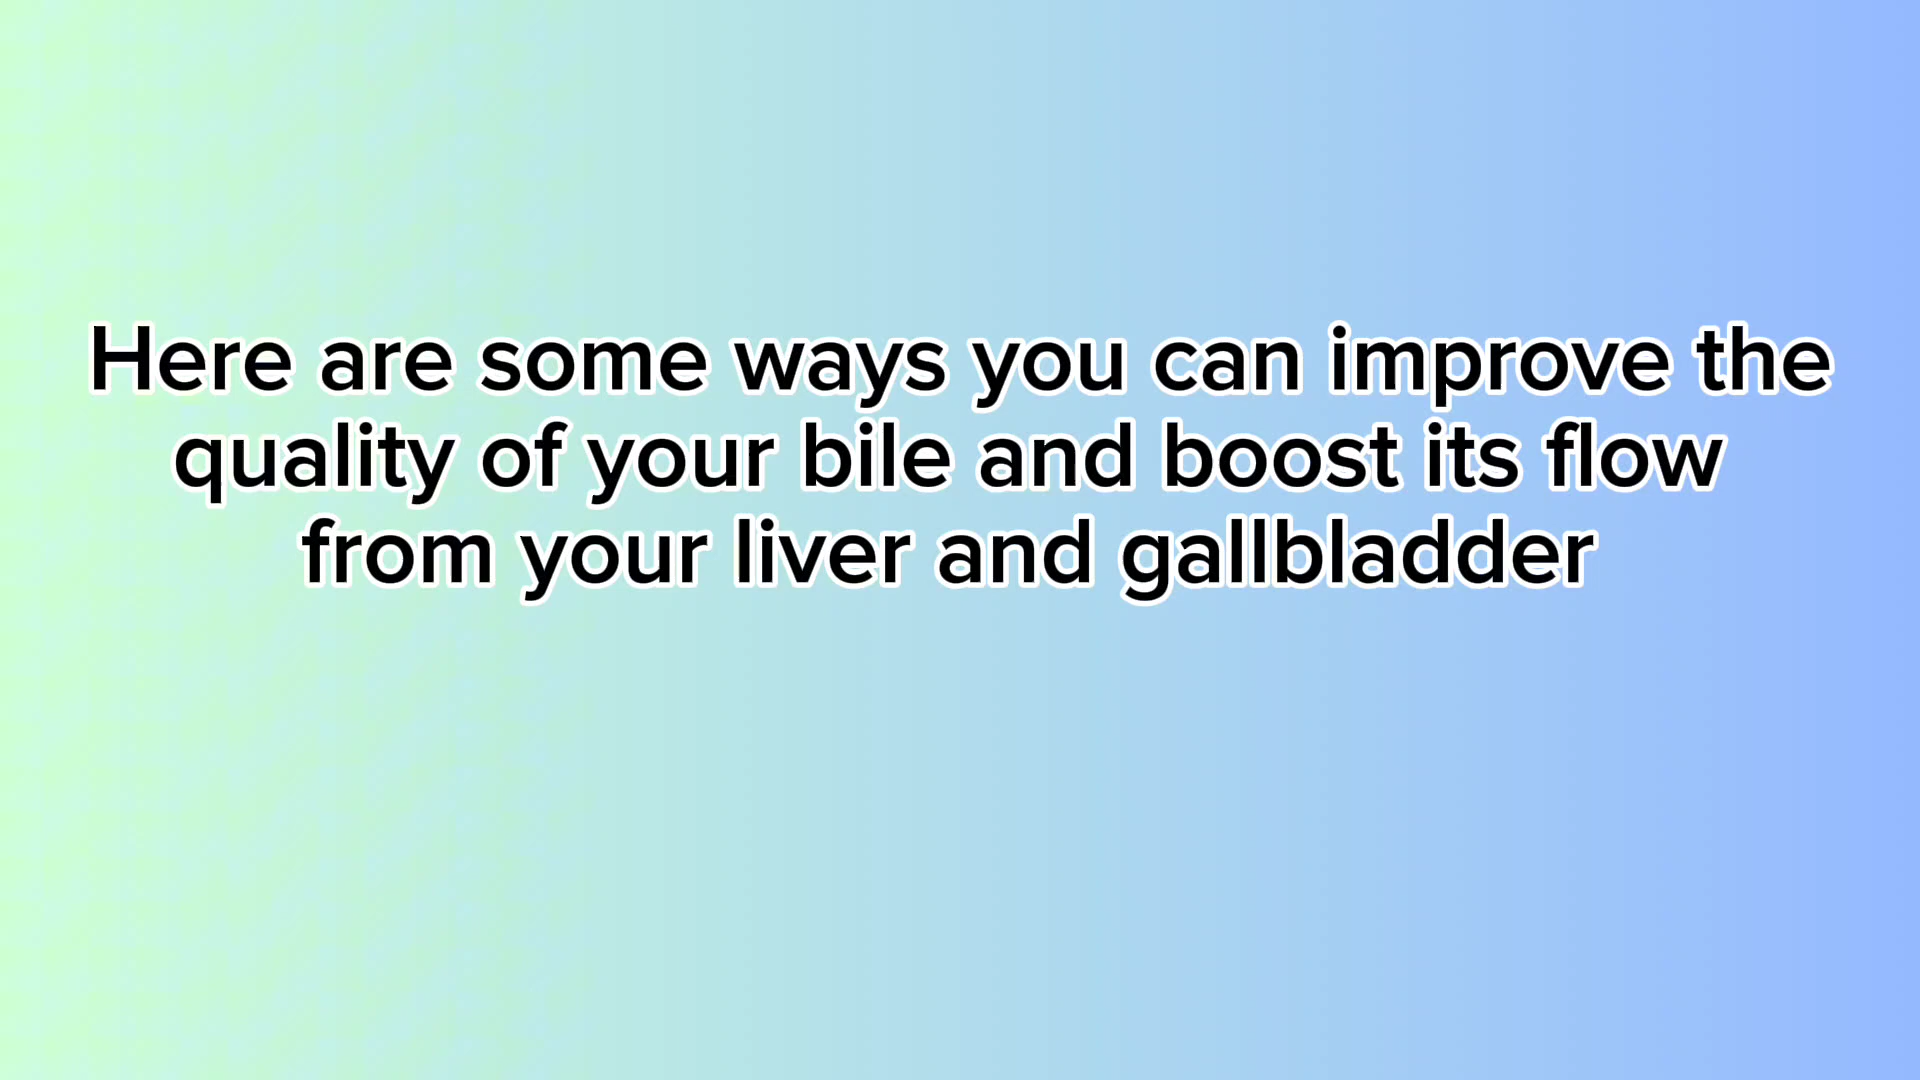 Here are some ways you can improve the
quality of your bile and boost its flow
from your liver and gallbladder